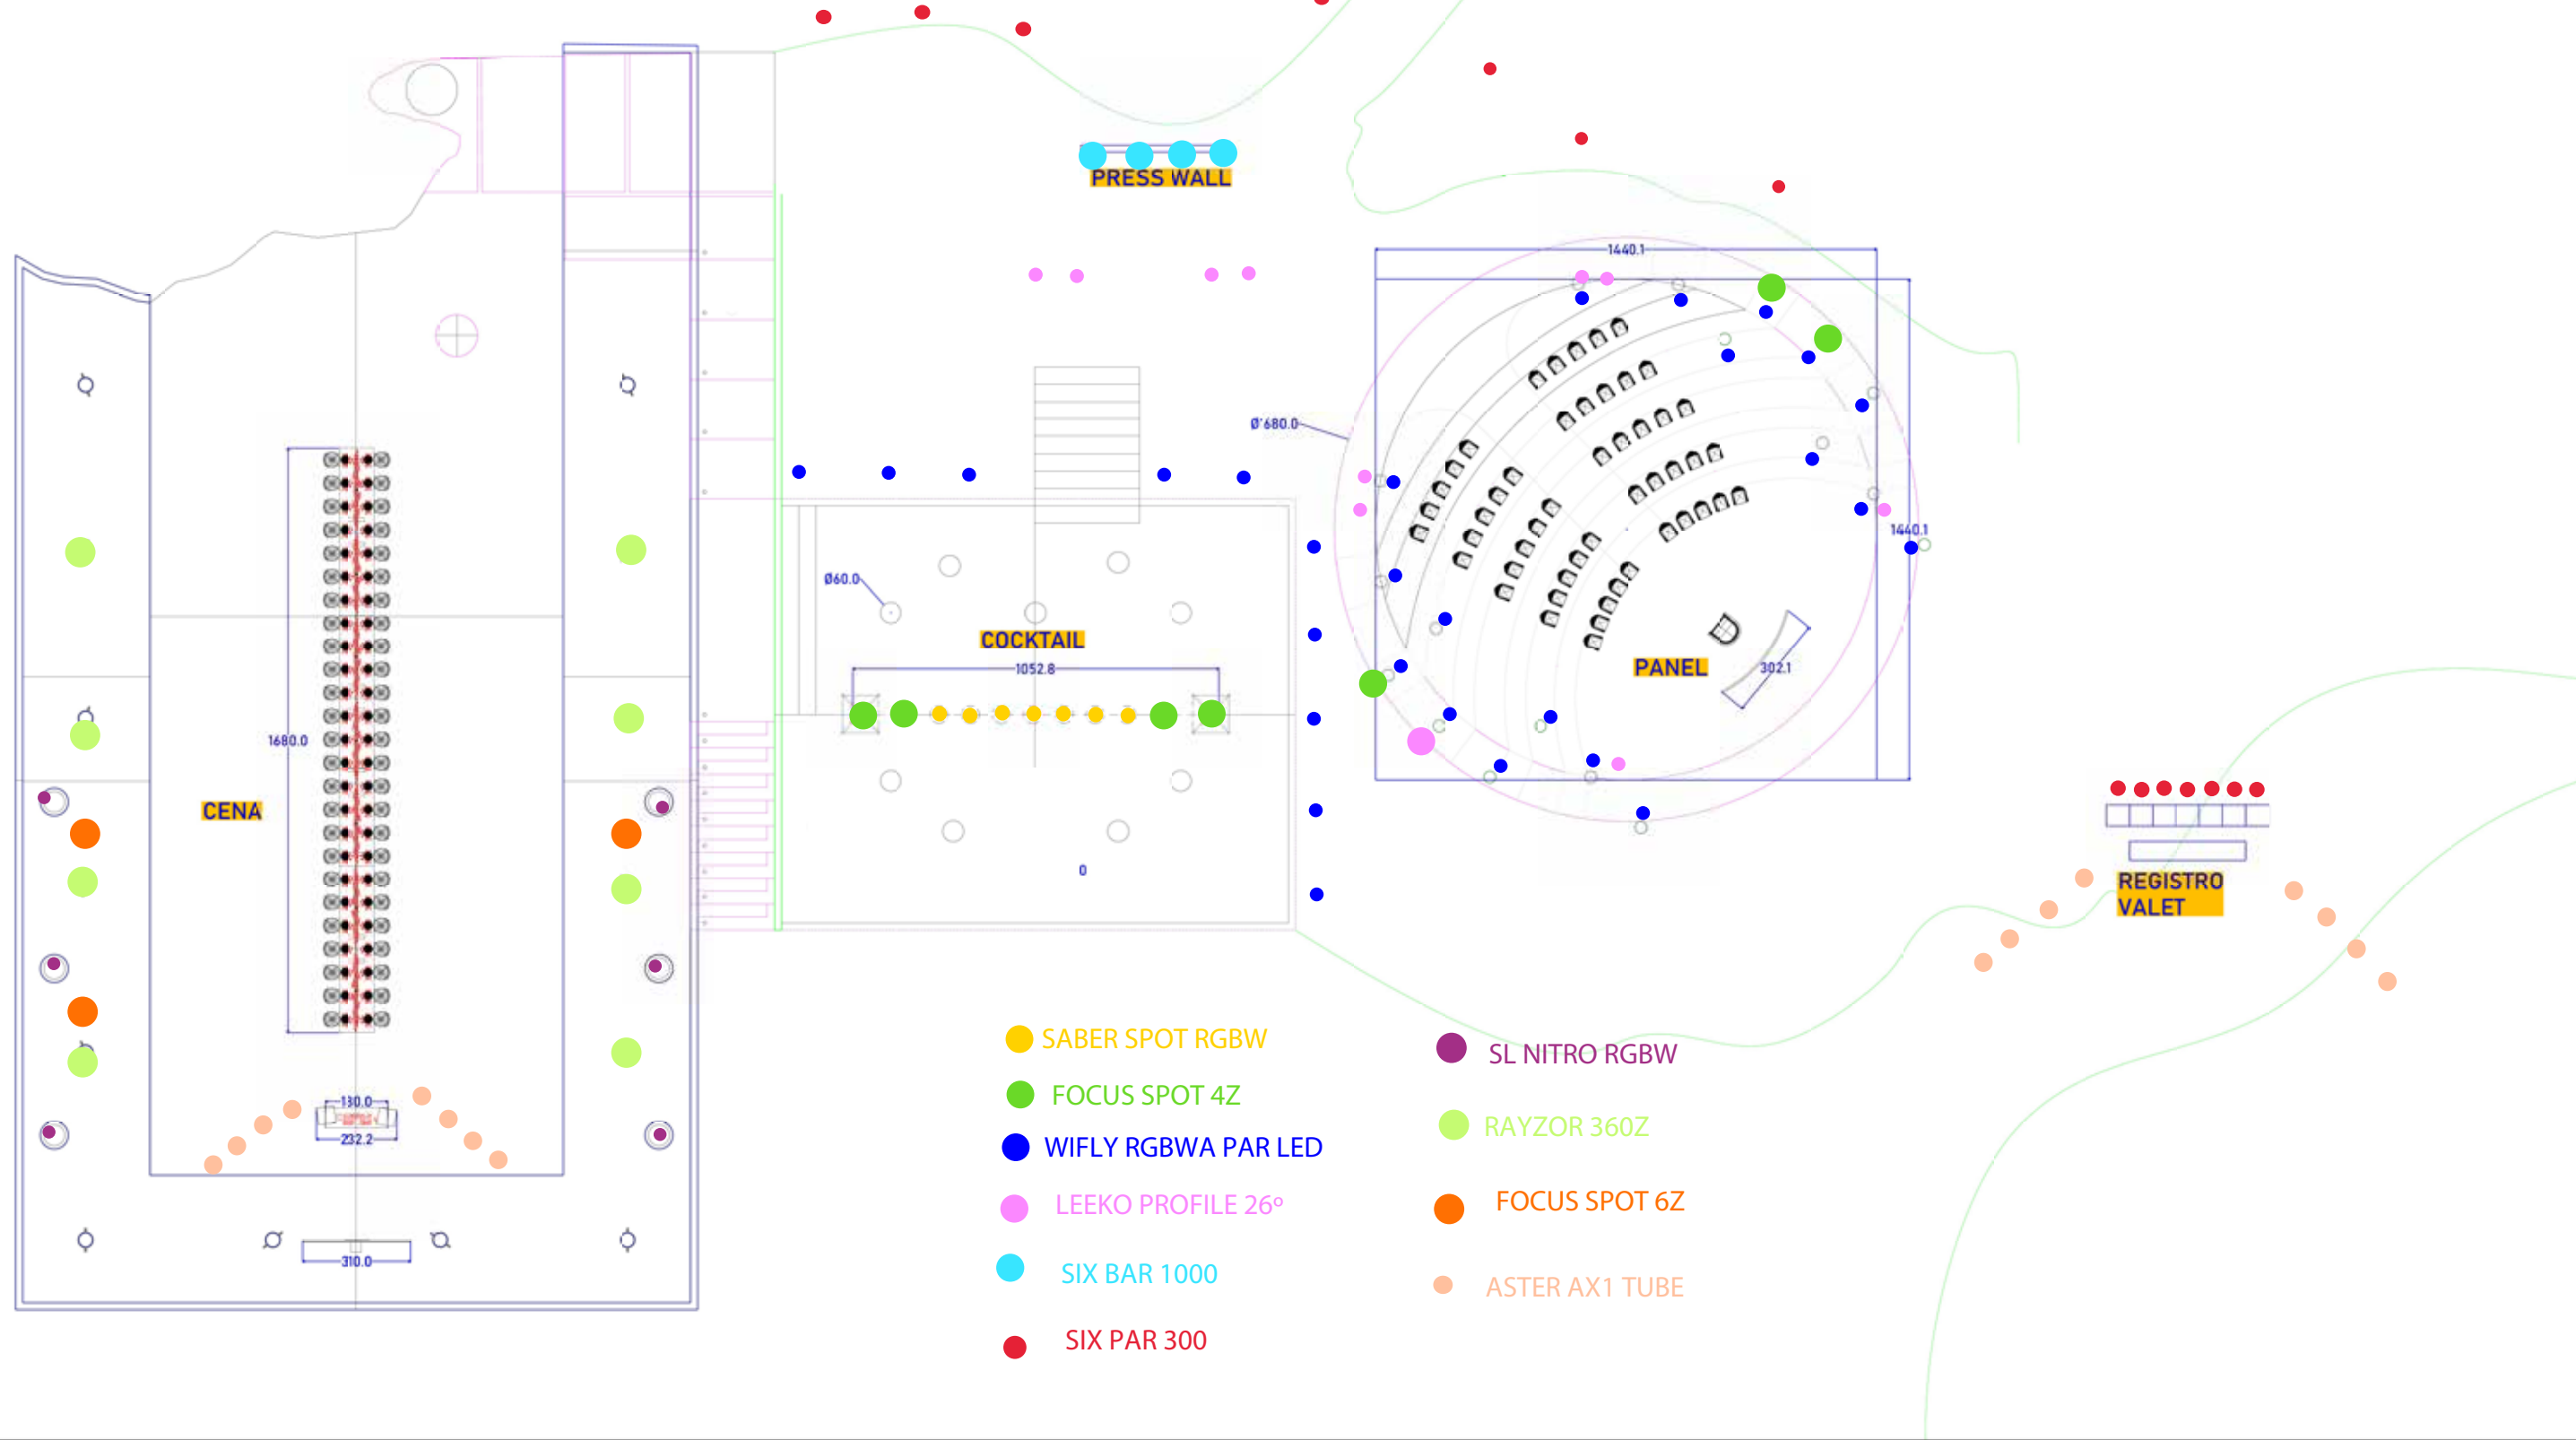 PRESS WALL
1440.1
Ø'680.0
1440.1
Ø60.0
COCKTAIL
1052.8
PANEL
302.1
1680.0
CENA
0
REGISTRO
VALET
130.0
232.2
310.0
SABER SPOT RGBW
FOCUS SPOT 4Z
WIFLY RGBWA PAR LED
LEEKO PROFILE 26º
SIX BAR 1000
SIX PAR 300
SL NITRO RGBW
RAYZOR 360Z
FOCUS SPOT 6Z
ASTER AX1 TUBE